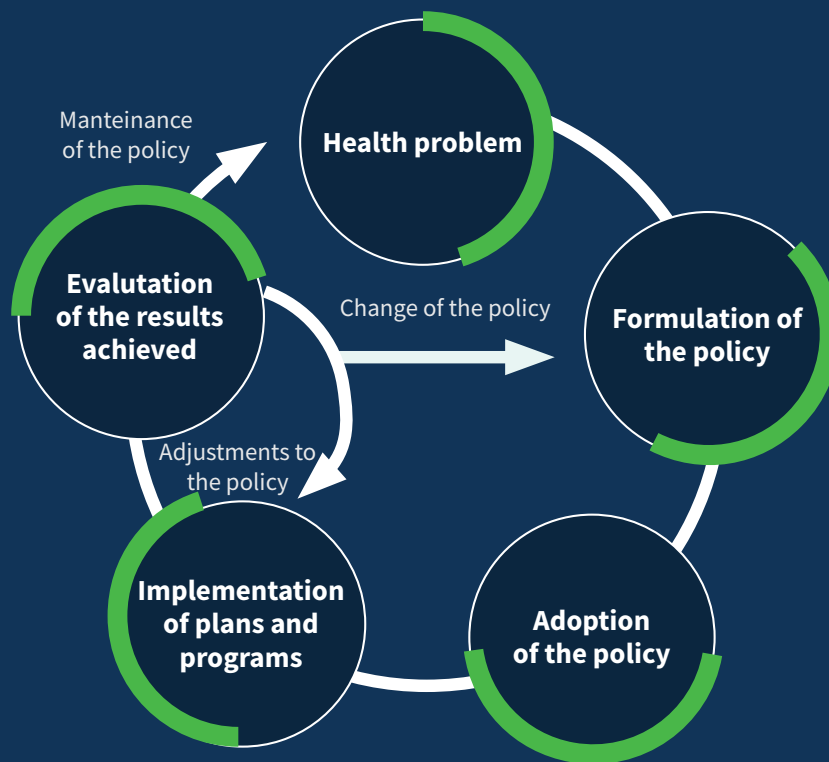 Manteinance
of the policy
Health problem
Evalutation
of the results
achieved
Change of the policy
Formulation of
the policy
Adjustments to
the policy
Implementation
of plans and
programs
Adoption
of the policy